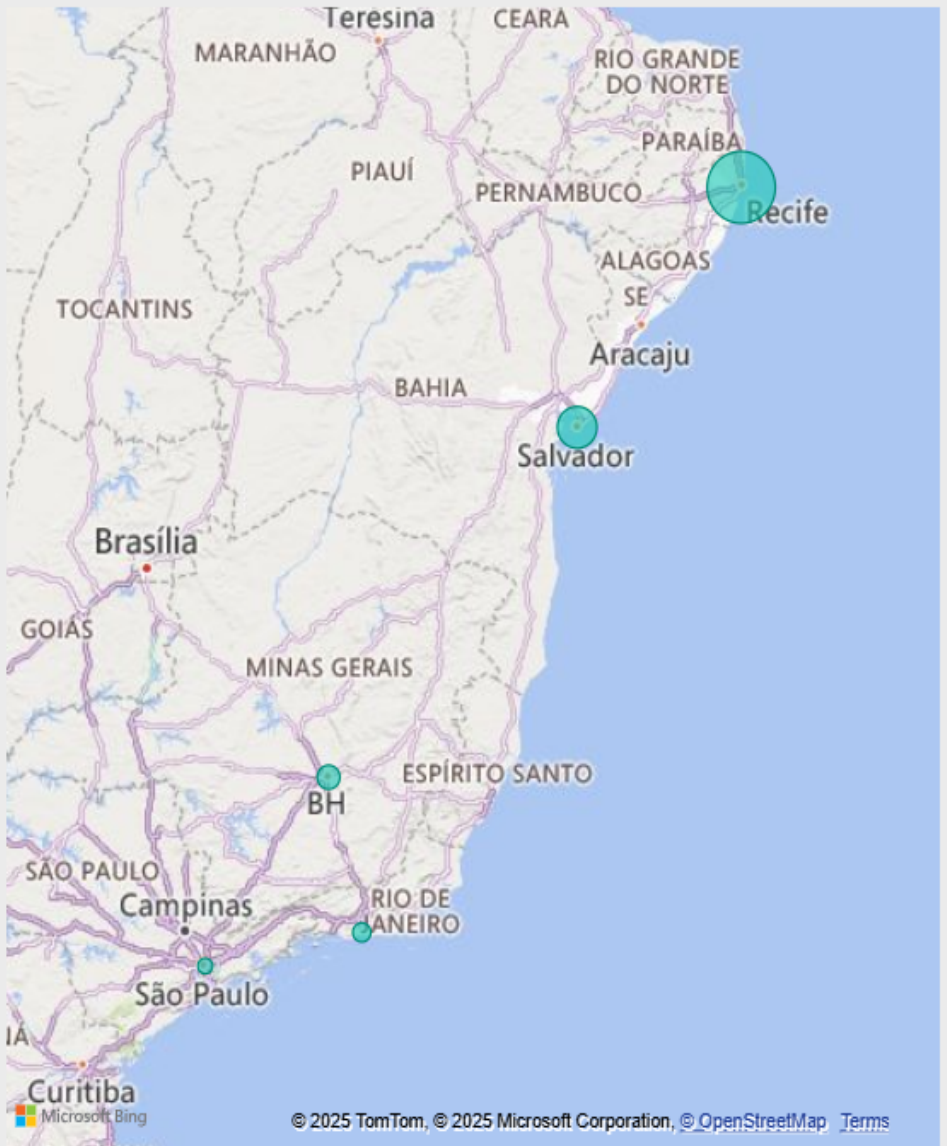 Teresina
CEARÁ
MARANHÃO
RIO GRANDE
DO NORTE
PARAÍBA
PIAUÍ
PERNAMBUCO
Recife
ALAGOAS
SE
TOCANTINS
Aracaju
BAHIA
Salvador
Brasília
GOIÁS
MINAS GERAIS
ESPÍRITO SANTO
BH
SÃO PAULO
Campinas
RIO DE
JANEIRO
São Paulo
NÁ
Curitiba
Microsoft Bing
© 2025 TomTom, © 2025 Microsoft Corporation, © OpenStreetMap Terms